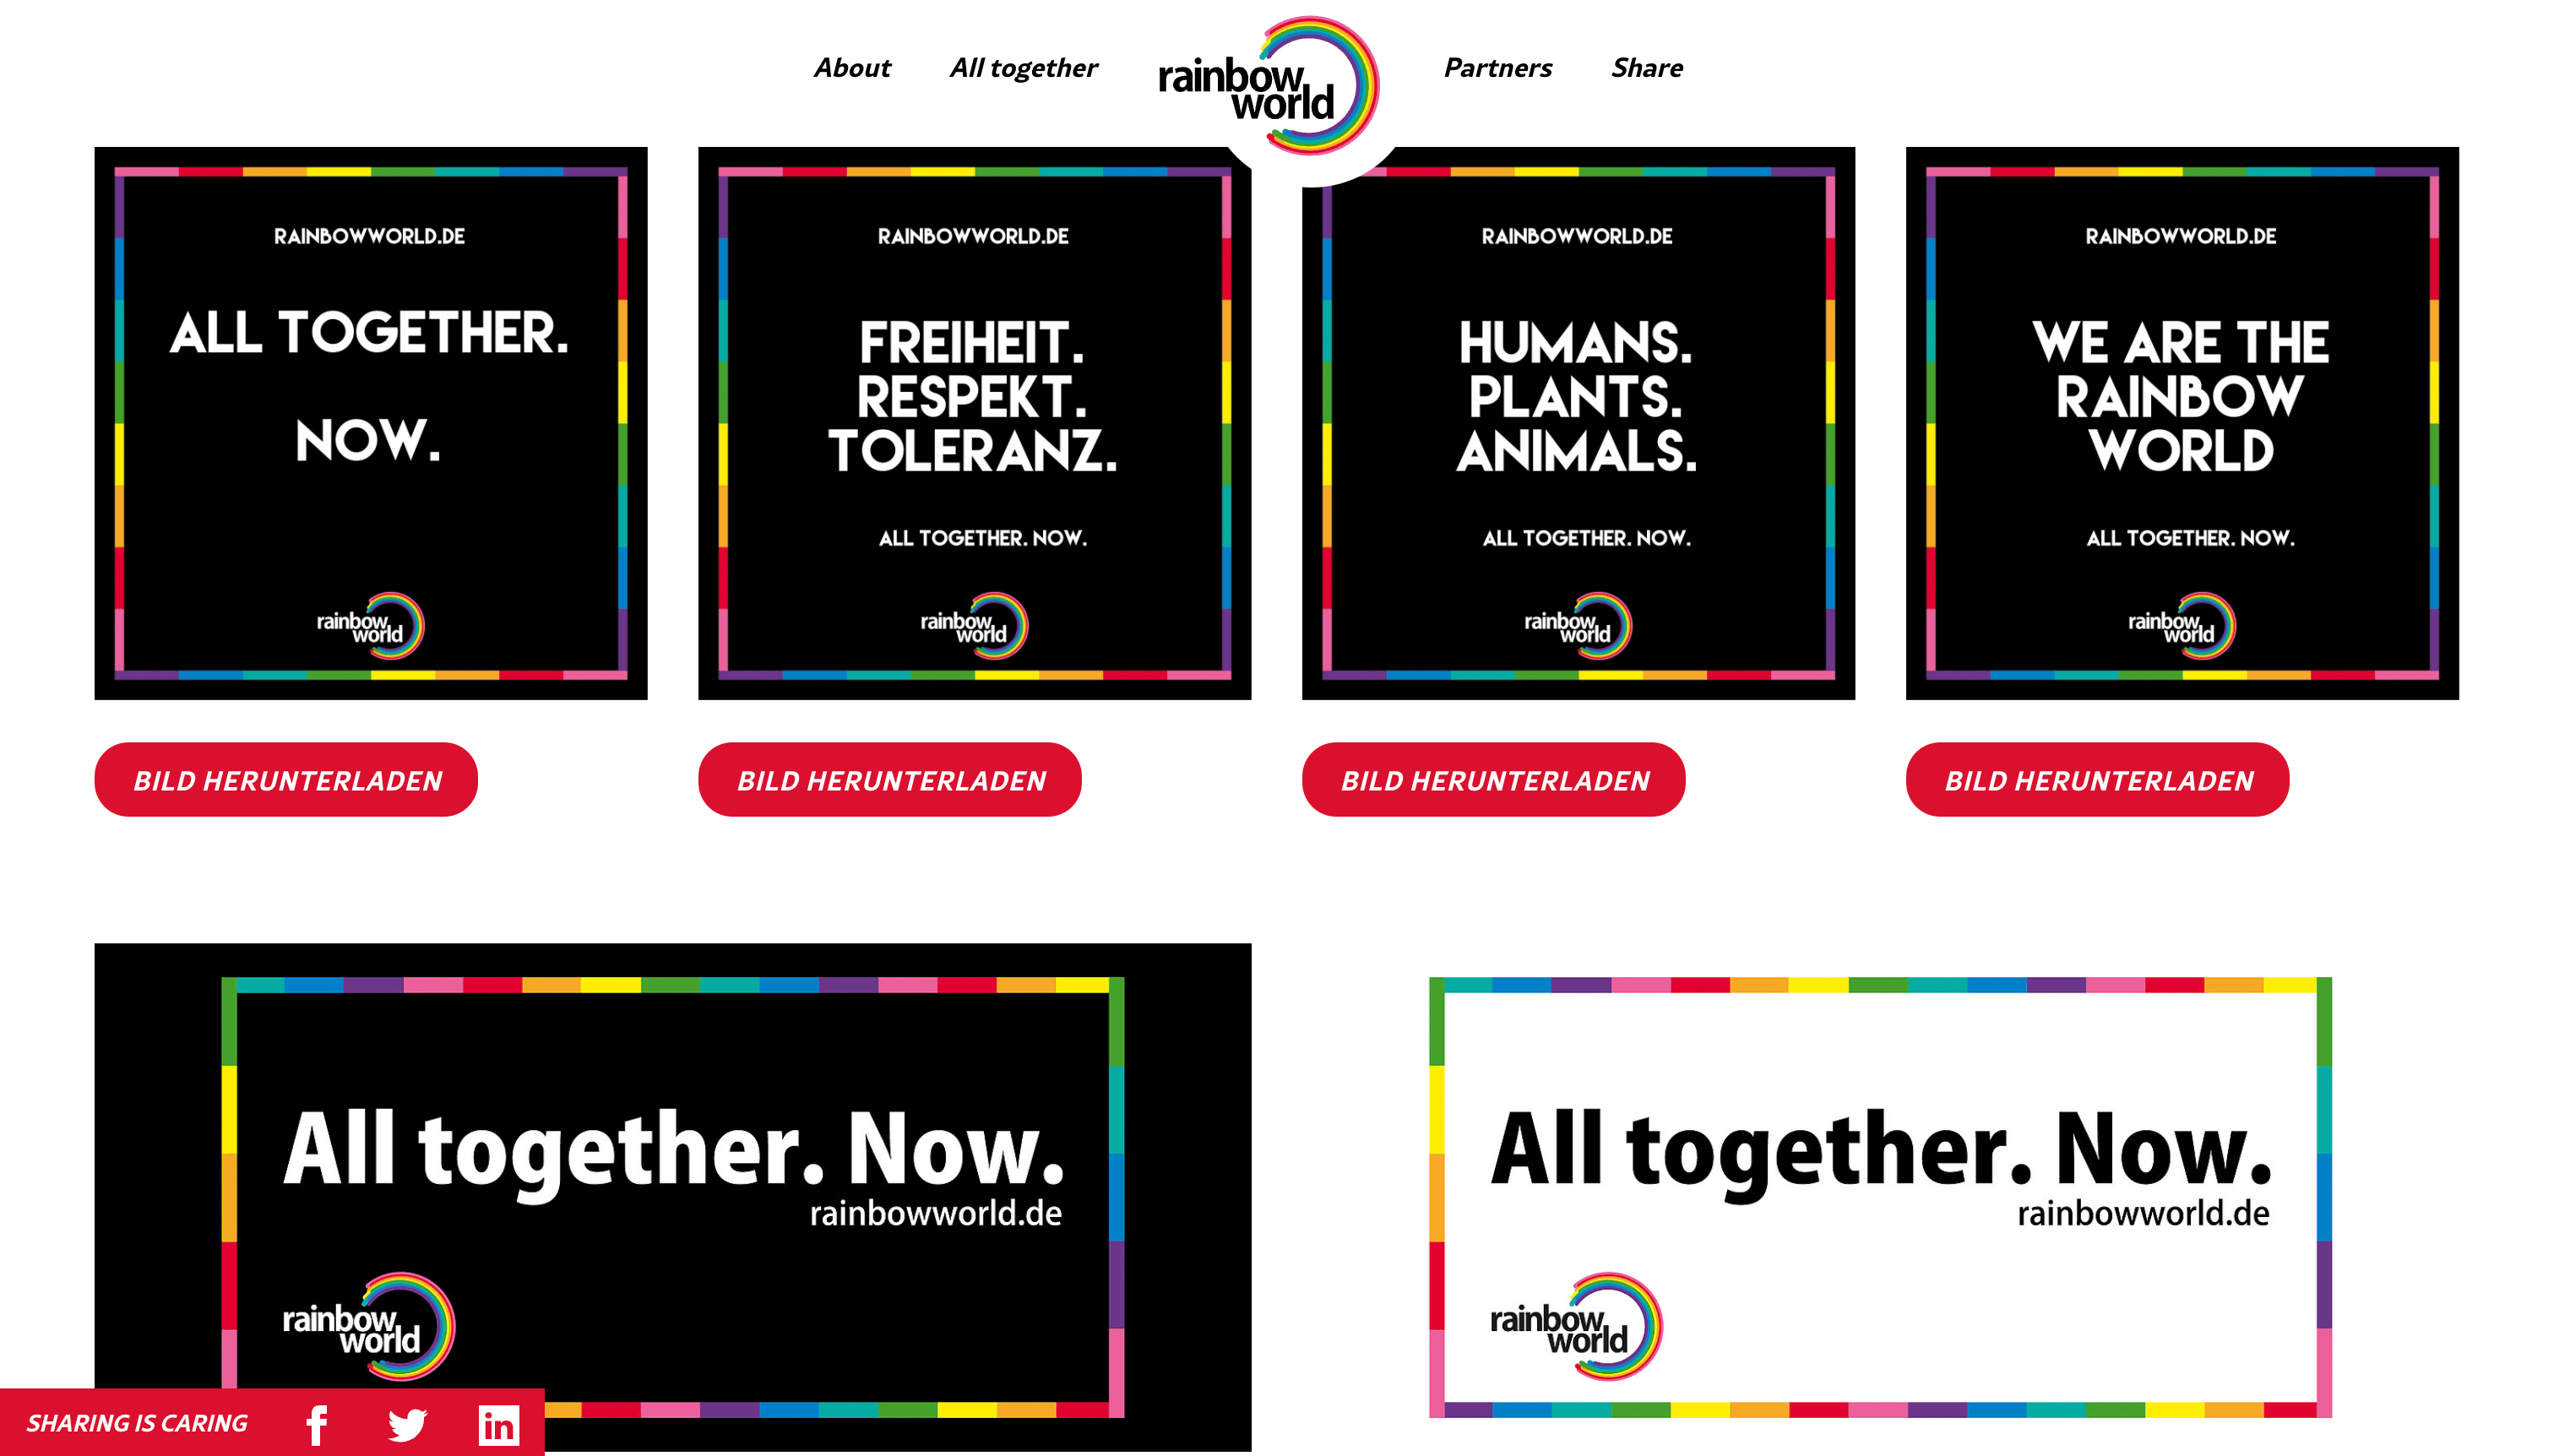 About
All together
rainbow
world
Partners
Share
RAINBOWWORLD.DE
ALL TOGETHER.
NOW.
rainbow
world
RAINBOWWORLD.DE
FREIHEIT.
RESPEKT.
TOLERANZ.
ALL TOGETHER. NOW.
rainbow
world
RAINBOWWORLD.DE
HUMANS.
PLANTS.
ANIMALS.
ALL TOGETHER. NOW.
rainbow
world
RAINBOWWORLD.DE
WE ARE THE
RAINBOW
WORLD
ALL TOGETHER. NOW.
rainbow
world
BILD HERUNTERLADEN
BILD HERUNTERLADEN
BILD HERUNTERLADEN
BILD HERUNTERLADEN
All together. Now.
rainbowworld.de
rainbow
world
All together. Now.
rainbowworld.de
rainbow
world
SHARING IS CARING